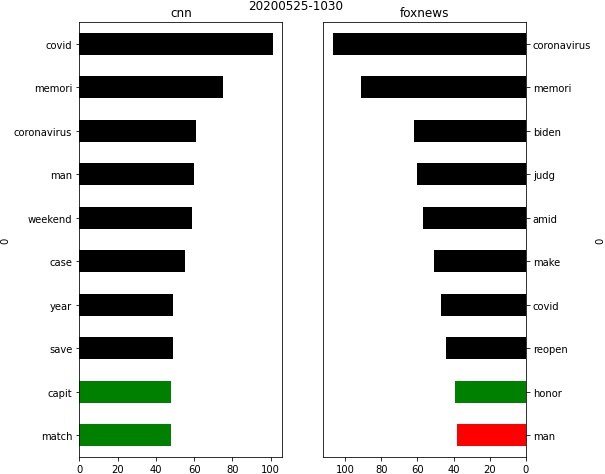 20200525-1030
cnn
foxnews
covid
memori
coronavirus
man
weekend
case
year
save
capit
match
0
0 20 40 60 80 100
coronavirus
memori
biden
judg
amid
make
covid
reopen
honor
man
0
100 80 60 40 20 0